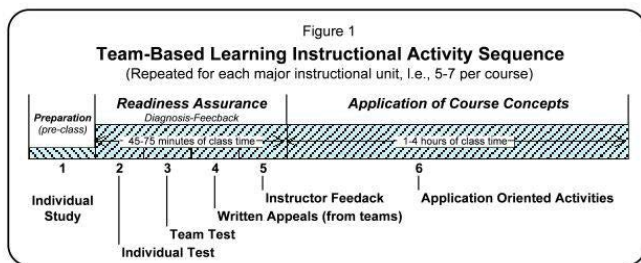 Figure 1
Team-Based Learning Instructional Activity Sequence
(Repeated for each major instructional unit, I.e., 5-7 per course)
Preparation
(pre-class)
Readiness Assurance
Diagnosis-Feecback
Application of Course Concepts
45-75 minutes of class time
1-4 hours of class time
1 2 3 4 5 6
Individual
Study
Instructor Feedack
Application Oriented Activities
Written Appeals (from teams)
Team Test
Individual Test